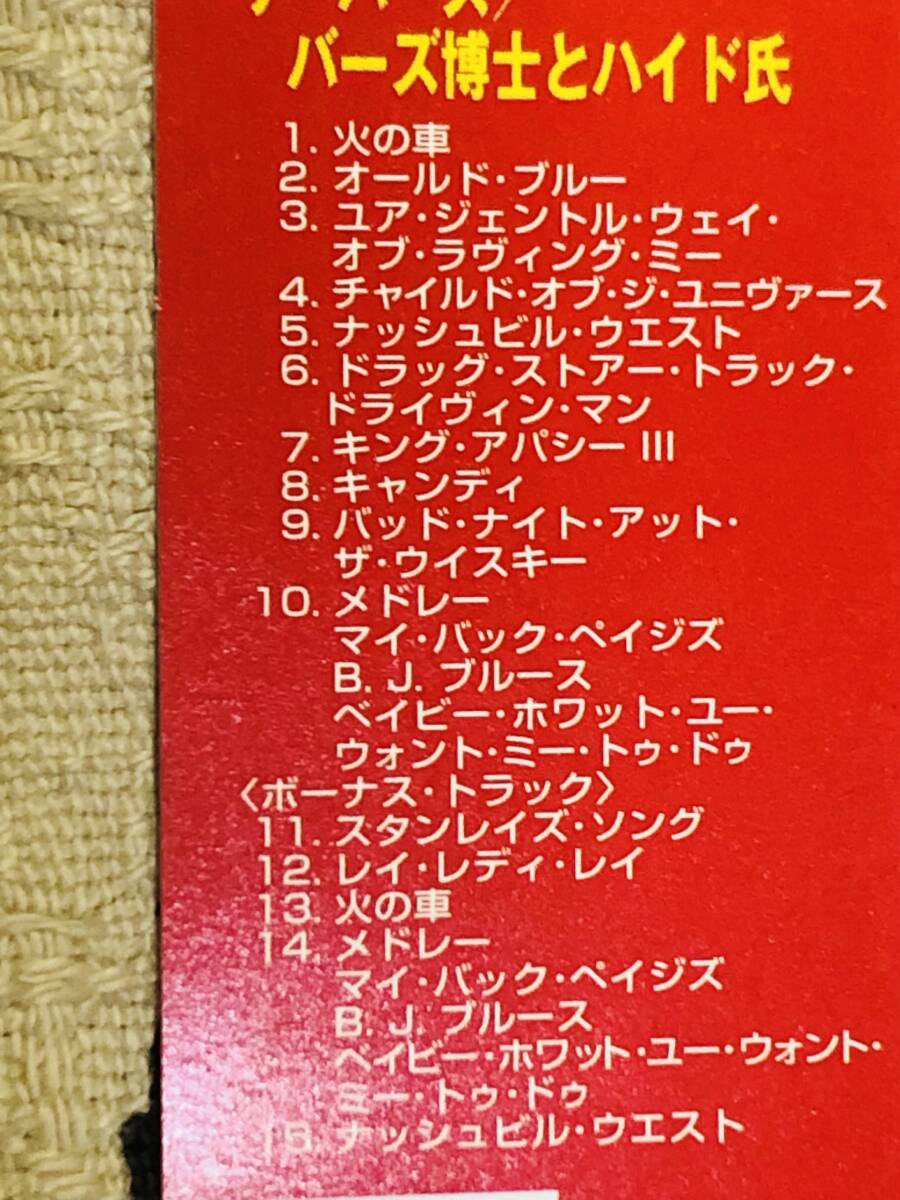 ザ・バーズ/
バーズ博士とハイド氏
1. 火の車
2. オールド・ブルー
3. ユア・ジェントル・ウェイ・
オブ・ラヴィング・ミー
4. チャイルド・オブ・ジ・ユニヴァース
5. ナッシュビル・ウエスト
6. ドラッグ・ストアー・トラック・
ドライヴィン・マン
7. キング・アパシー III
8. キャンディ
9. バッド・ナイト・アット・
ザ・ウイスキー
10. メドレー
マイ・バック・ペイジズ
B. J. ブルース
ベイビー・ホワット・ユー・
ウォント・ミー・トゥ・ドゥ
〈ボーナス・トラック〉
11. スタンレイズ・ソング
12. レイ・レディ・レイ
13. 火の車
14. メドレー
マイ・バック・ペイジズ
B. J. ブルース
ベイビー・ホワット・ユー・ウォント・
ミー・トゥ・ドゥ
15. ナッシュビル・ウエスト